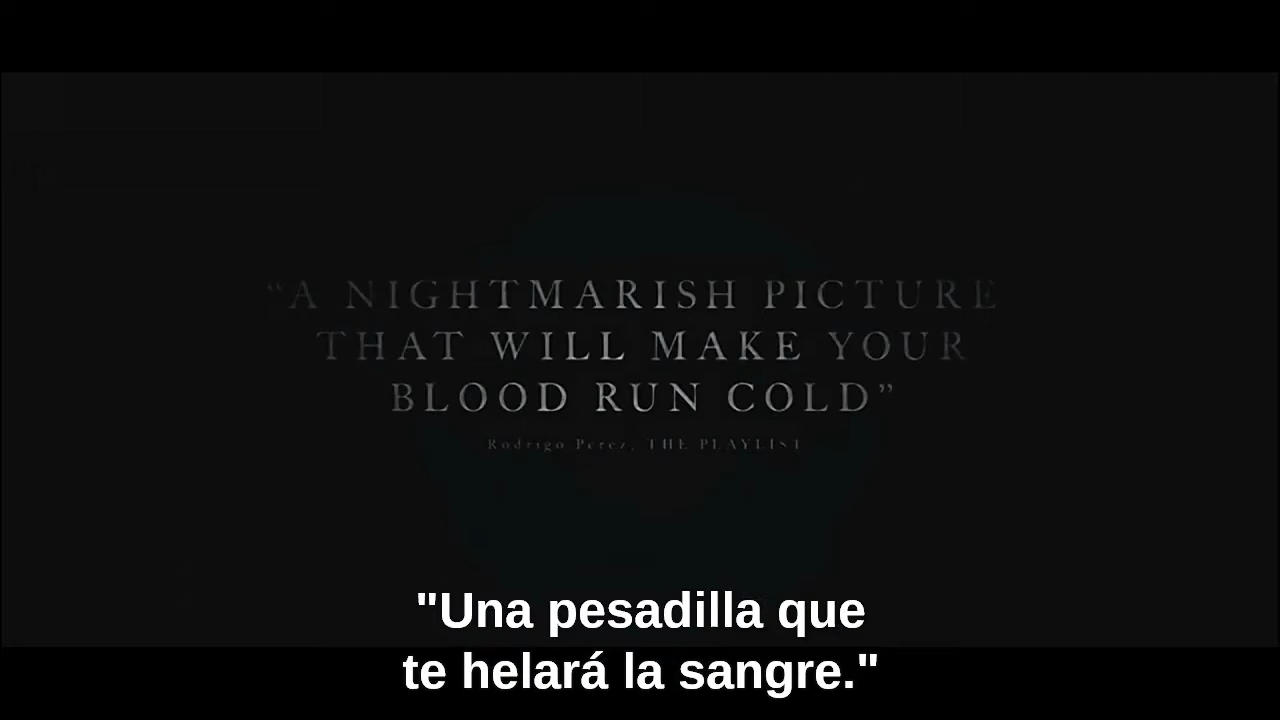 “A NIGHTMARISH PICTURE
THAT WILL MAKE YOUR
BLOOD RUN COLD”
Rodrigo Perez, THE PLAYLIST
"Una pesadilla que
te helará la sangre."